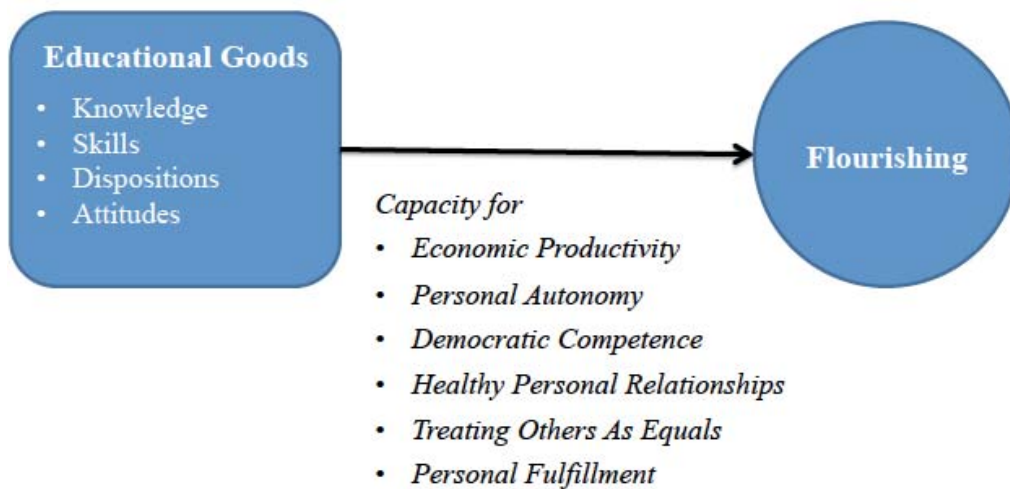 Educational Goods
• Knowledge
• Skills
• Dispositions
• Attitudes
Flourishing
Capacity for
• Economic Productivity
• Personal Autonomy
• Democratic Competence
• Healthy Personal Relationships
• Treating Others As Equals
• Personal Fulfillment